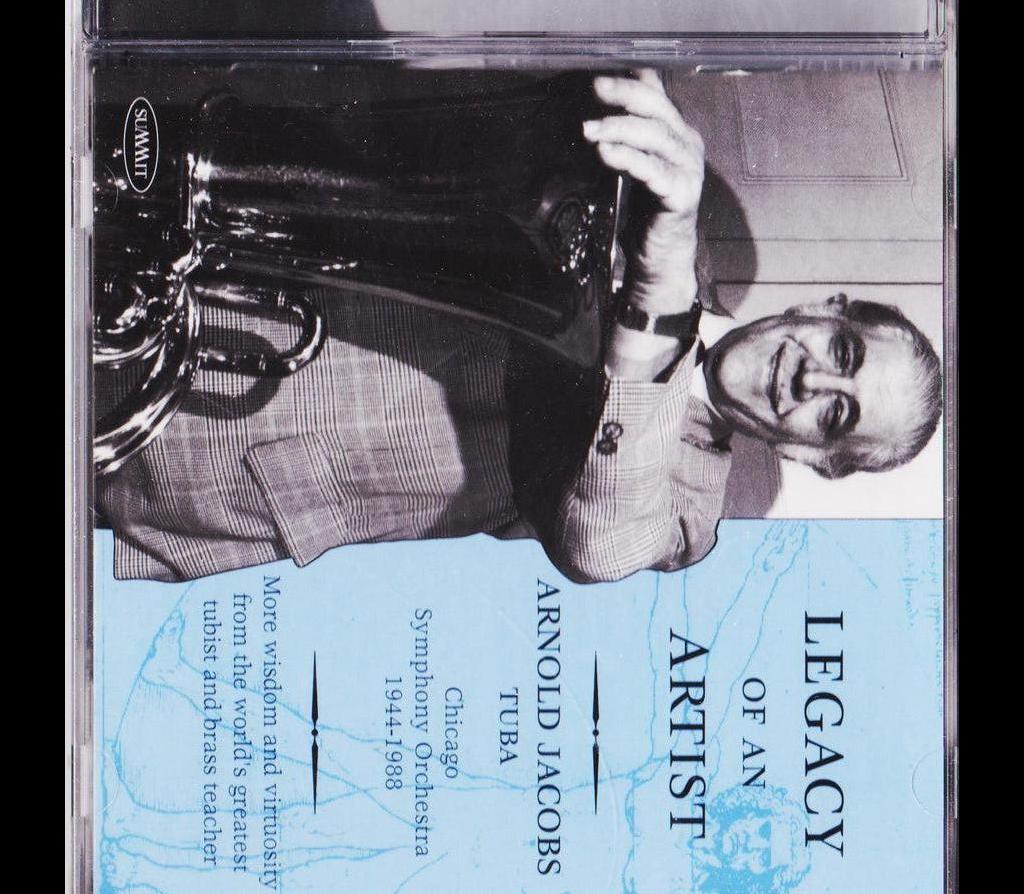 LEGACY
OF AN
ARTIST
ARNOLD JACOBS
TUBA
Chicago
Symphony Orchestra
1944-1988
More wisdom and virtuosity
from the world's greatest
tubist and brass teacher
SUMMIT